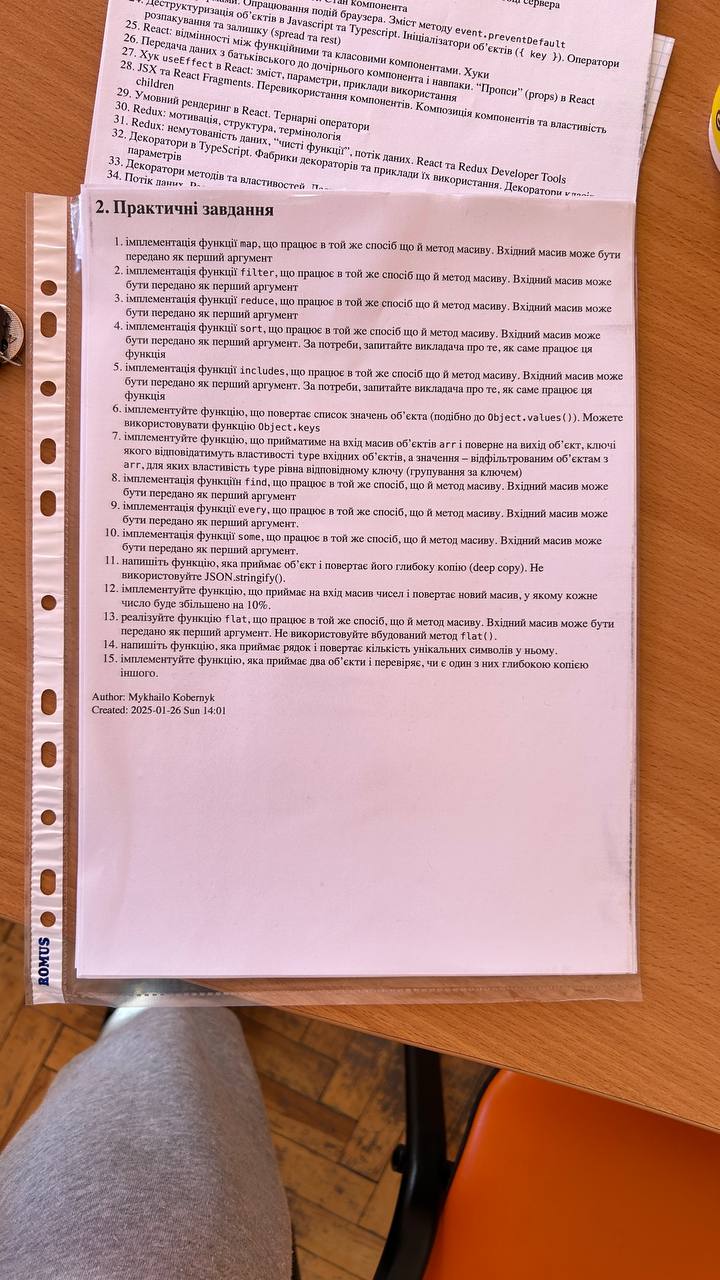 сервера
Стан компонента
Опрацювання подій браузера. Зміст методу event.preventDefault
24. Деструктуризація об'єктів в Javascript та Typescript. Ініціалізатори об'єктів ({ key }). Оператори
розпакування та залишку (spread та rest)
25. React: відмінності між функційними та класовими компонентами. Хуки
26. Передача даних з батьківського до дочірнього компонента і навпаки. "Пропси" (props) в React
27. Хук useEffect в React: зміст, параметри, приклади використання
28. JSX та React Fragments. Перевикористання компонентів. Композиція компонентів та властивість
children
29. Умовний рендеринг в React. Тернарні оператори
30. Redux: мотивація, структура, термінологія
31. Redux: немутованість даних, "чисті функції", потік даних. React та Redux Developer Tools
32. Декоратори в TypeScript. Фабрики декораторів та приклади їх використання. Декоратори
параметрів
33. Декоратори методів та властивостей.
34. Потік даних.
2. Практичні завдання
1. імплементація функції map, що працює в той же спосіб що й метод масиву. Вхідний масив може бути
передано як перший аргумент
2. імплементація функції filter, що працює в той же спосіб що й метод масиву. Вхідний масив може
бути передано як перший аргумент
3. імплементація функції reduce, що працює в той же спосіб що й метод масиву. Вхідний масив може
бути передано як перший аргумент
4. імплементація функції sort, що працює в той же спосіб що й метод масиву. Вхідний масив може
бути передано як перший аргумент. За потреби, запитайте викладача про те, як саме працює ця
функція
5. імплементація функції includes, що працює в той же спосіб що й метод масиву. Вхідний масив може
бути передано як перший аргумент. За потреби, запитайте викладача про те, як саме працює ця
функція
6. імплементуйте функцію, що повертає список значень об'єкта (подібно до Object.values()). Можете
використовувати функцію Object.keys
7. імплементуйте функцію, що прийматиме на вхід масив об'єктів arr і поверне на вихід об'єкт, ключі
якого відповідатимуть властивості type вхідних об'єтів, а значення – відфільтрованим об'єктам з
arr, для яких властивість type рівна відповідному ключу (групування за ключем)
8. імплементація функціїн find, що працює в той же спосіб, що й метод масиву. Вхідний масив може
бути передано як перший аргумент
9. імплементація функції every, що працює в той же спосіб, що й метод масиву. Вхідний масив може
бути передано як перший аргумент.
10. імплементація функції some, що працює в той же спосіб, що й метод масиву. Вхідний масив може
бути передано як перший аргумент.
11. напишіть функцію, яка приймає об'єкт і повертає його глибоку копію (deep copy). Не
використовуйте JSON.stringify().
12. імплементуйте функцію, що приймає на вхід масив чисел і повертає новий масив, у якому кожне
число буде збільшено на 10%.
13. реалізуйте функцію flat, що працює в той же спосіб, що й метод масиву. Вхідний масив може бути
передано як перший аргумент. Не використовуйте вбудований метод flat().
14. напишіть функцію, яка приймає рядок і повертає кількість унікальних символів у ньому.
15. імплементуйте функцію, яка приймає два об'єкти і перевіряє, чи є один з них глибокою копією
іншого.
Author: Mykhailo Kobernyk
Created: 2025-01-26 Sun 14:01
ROMUS